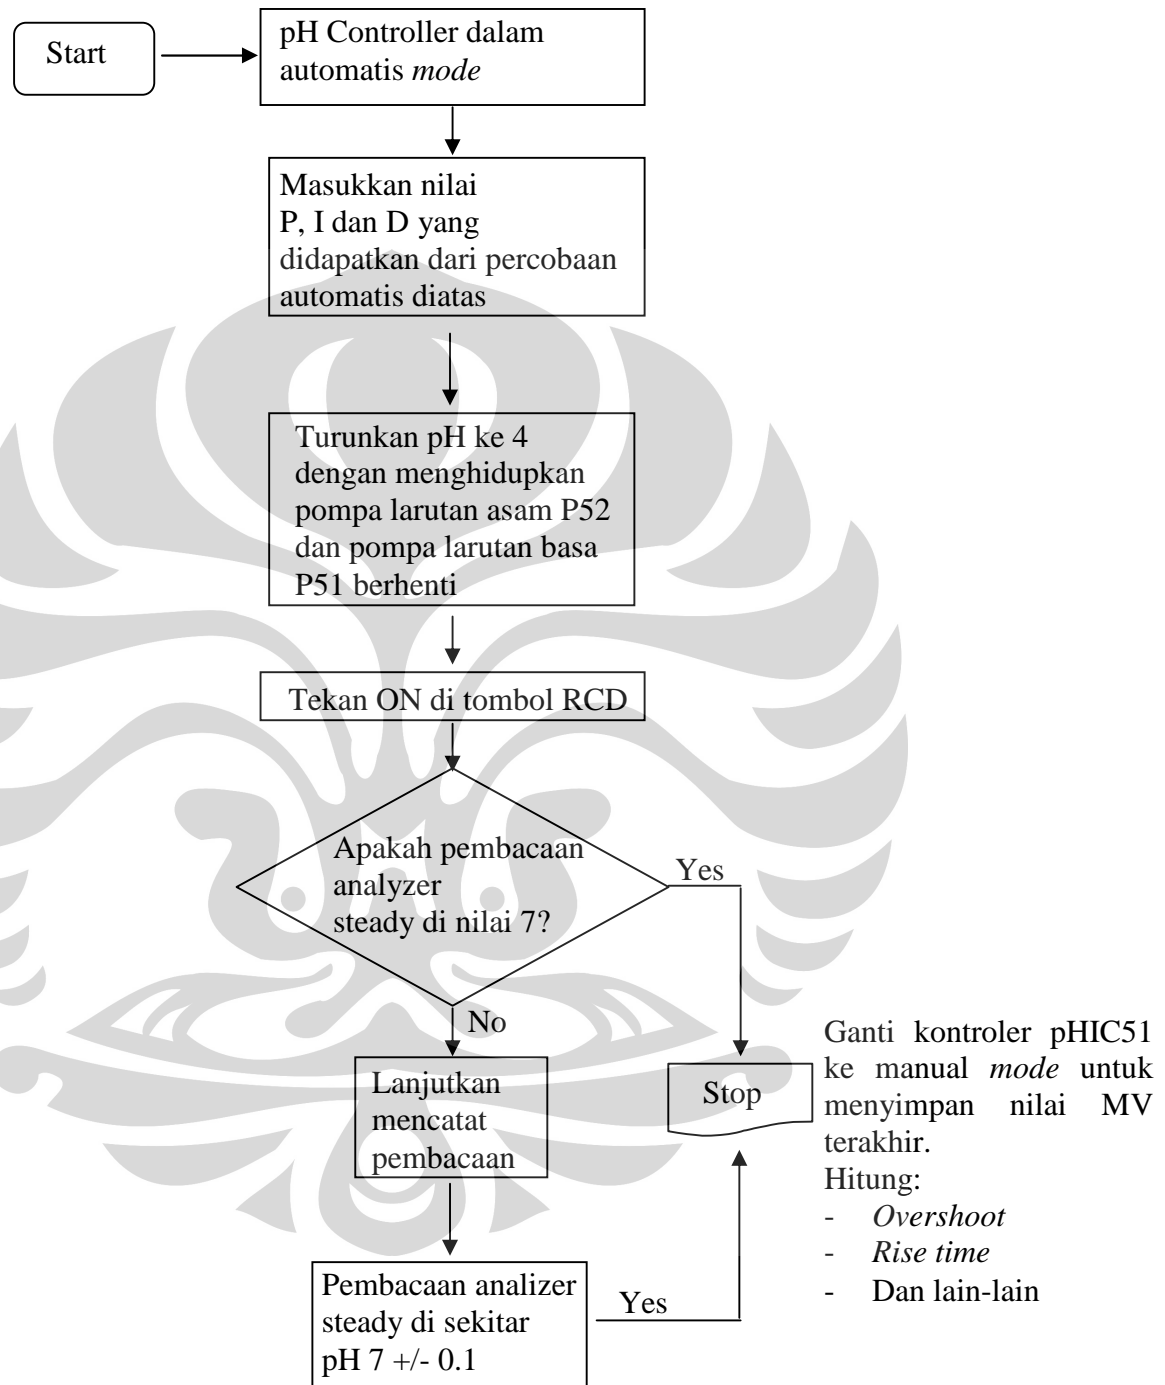 Start
pH Controller dalam
automatis mode
Masukkan nilai
P, I dan D yang
didapatkan dari percobaan
automatis diatas
Turunkan pH ke 4
dengan menghidupkan
pompa larutan asam P52
dan pompa larutan basa
P51 berhenti
Tekan ON di tombol RCD
Apakah pembacaan
analyzer
steady di nilai 7?
Yes
No
Lanjutkan
mencatat
pembacaan
Stop
Ganti kontroler pHIC51
ke manual mode untuk
menyimpan nilai MV
terakhir.
Hitung:
- Overshoot
- Rise time
- Dan lain-lain
Pembacaan analizer
steady di sekitar
pH 7 +/- 0.1
Yes